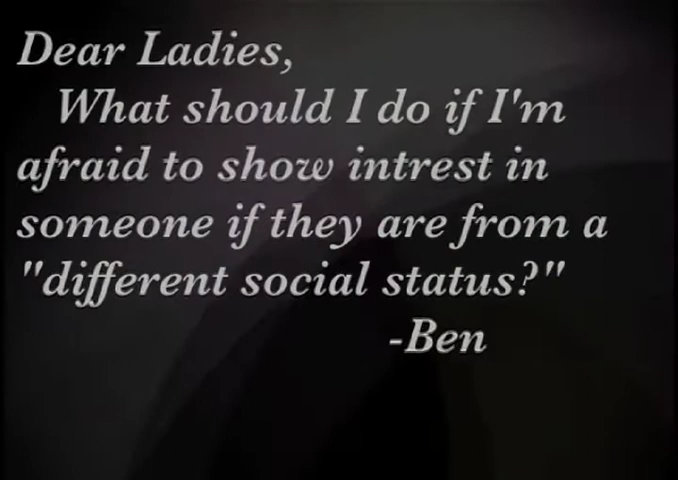 Dear Ladies,
What should I do if I'm
afraid to show intrest in
someone if they are from a
"different social status?"
-Ben